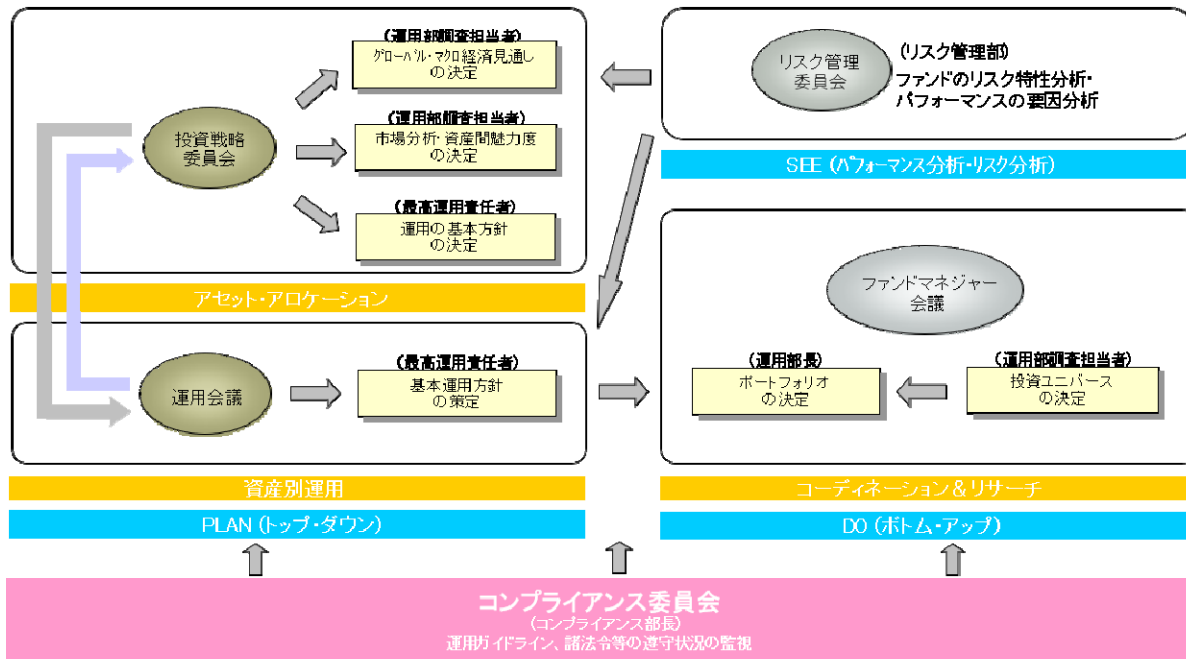 (運用部調査担当者)
グローバル・マクロ経済見通し
の決定
投資戦略
委員会
(運用部調査担当者)
市場分析・資産間魅力度
の決定
(最高運用責任者)
運用の基本方針
の決定
アセット・アロケーション
運用会議
(最高運用責任者)
基本運用方針
の策定
資産別運用
PLAN (トップ・ダウン)
リスク管理
委員会
(リスク管理部)
ファンドのリスク特性分析・
パフォーマンスの要因分析
SEE (パフォーマンス分析・リスク分析)
ファンドマネジャー
会議
(運用部長)
ポートフォリオ
の決定
(運用部調査担当者)
投資ユニバース
の決定
コーディネーション&リサーチ
DO (ボトム・アップ)
コンプライアンス委員会
(コンプライアンス部長)
運用ガイドライン、諸法令等の遵守状況の監視